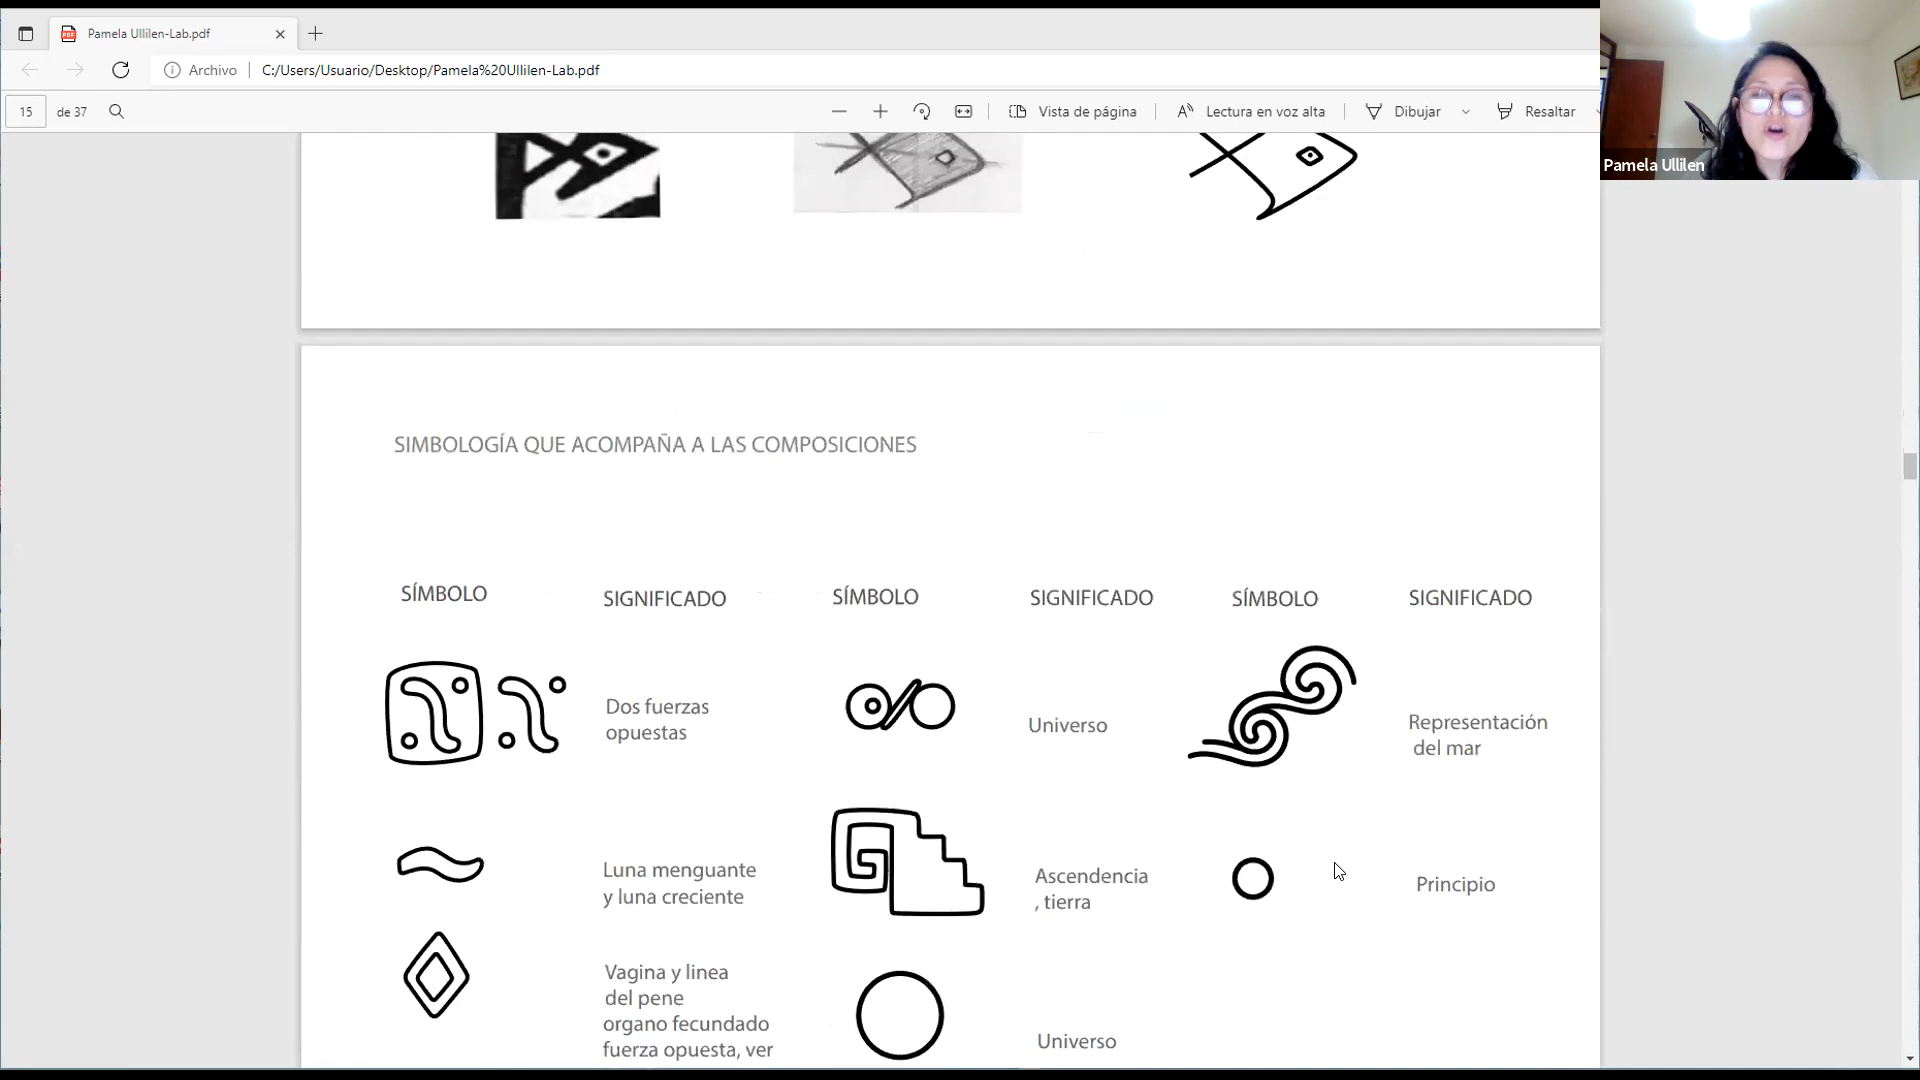 Pamela Ullilen-Lab.pdf
Archivo
C:/Users/Usuario/Desktop/Pamela%20Ullilen-Lab.pdf
15 de 37
Vista de página
Lectura en voz alta
Dibujar
Resaltar
Pamela Ullilen
SIMBOLOGÍA QUE ACOMPAÑA A LAS COMPOSICIONES
SÍMBOLO
SIGNIFICADO
SÍMBOLO
SIGNIFICADO
SÍMBOLO
SIGNIFICADO
Dos fuerzas
opuestas
Universo
Representación
del mar
Luna menguante
y luna creciente
Ascendencia
, tierra
Principio
Vagina y linea
del pene
organo fecundado
fuerza opuesta, ver
Universo